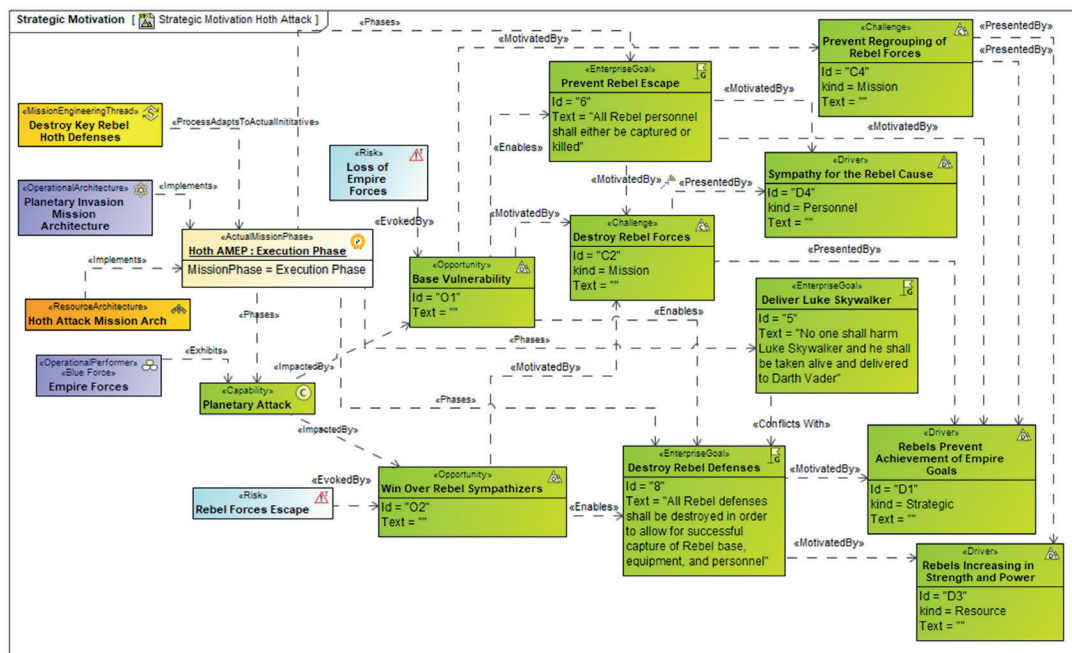 Strategic Motivation [ Strategic Motivation Hoth Attack ]
«Phases»
«MotivatedBy»
«MotivatedBy»
«Challenge»
Prevent Regrouping of
Rebel Forces
Id = "C4"
kind = Mission
Text = ""
«PresentedBy»
«PresentedBy»
«EnterpriseGoal»
Prevent Rebel Escape
Id = "6"
Text = "All Rebel personnel
shall either be captured or
killed"
«MotivatedBy»
«MotivatedBy»
«MissionEngineeringThread»
Destroy Key Rebel
Hoth Defenses
«ProcessAdaptsToActualInititative»
«Risk»
Loss of
Empire
Forces
«Enables»
«Driver»
Sympathy for the Rebel Cause
Id = "D4"
kind = Personnel
Text = ""
«MotivatedBy»
«PresentedBy»
«OperationalArchitecture»
Planetary Invasion
Mission
Architecture
«Implements»
«EvokedBy»
«MotivatedBy»
«Challenge»
Destroy Rebel Forces
Id = "C2"
kind = Mission
Text = ""
«PresentedBy»
«ActualMissionPhase»
Hoth AMEP : Execution Phase
MissionPhase = Execution Phase
«Implements»
«Opportunity»
Base Vulnerability
Id = "O1"
Text = ""
«EnterpriseGoal»
Deliver Luke Skywalker
Id = "5"
Text = "No one shall harm
Luke Skywalker and he shall
be taken alive and delivered
to Darth Vader"
«ResourceArchitecture»
Hoth Attack Mission Arch
«Phases»
«Enables»
«Phases»
«OperationalPerformer»
«Blue Force»
Empire Forces
«Exhibits»
«ImpactedBy»
«MotivatedBy»
«Capability»
Planetary Attack
«Phases»
«ImpactedBy»
«Conflicts With»
«EnterpriseGoal»
Destroy Rebel Defenses
Id = "8"
Text = "All Rebel defenses
shall be destroyed in order
to allow for successful
capture of Rebel base,
equipment, and personnel"
«Driver»
Rebels Prevent
Achievement of Empire
Goals
Id = "D1"
kind = Strategic
Text = ""
«MotivatedBy»
«EvokedBy»
«Opportunity»
Win Over Rebel Sympathizers
Id = "O2"
Text = ""
«Risk»
Rebel Forces Escape
«Enables»
«MotivatedBy»
«Driver»
Rebels Increasing in
Strength and Power
Id = "D3"
kind = Resource
Text = ""